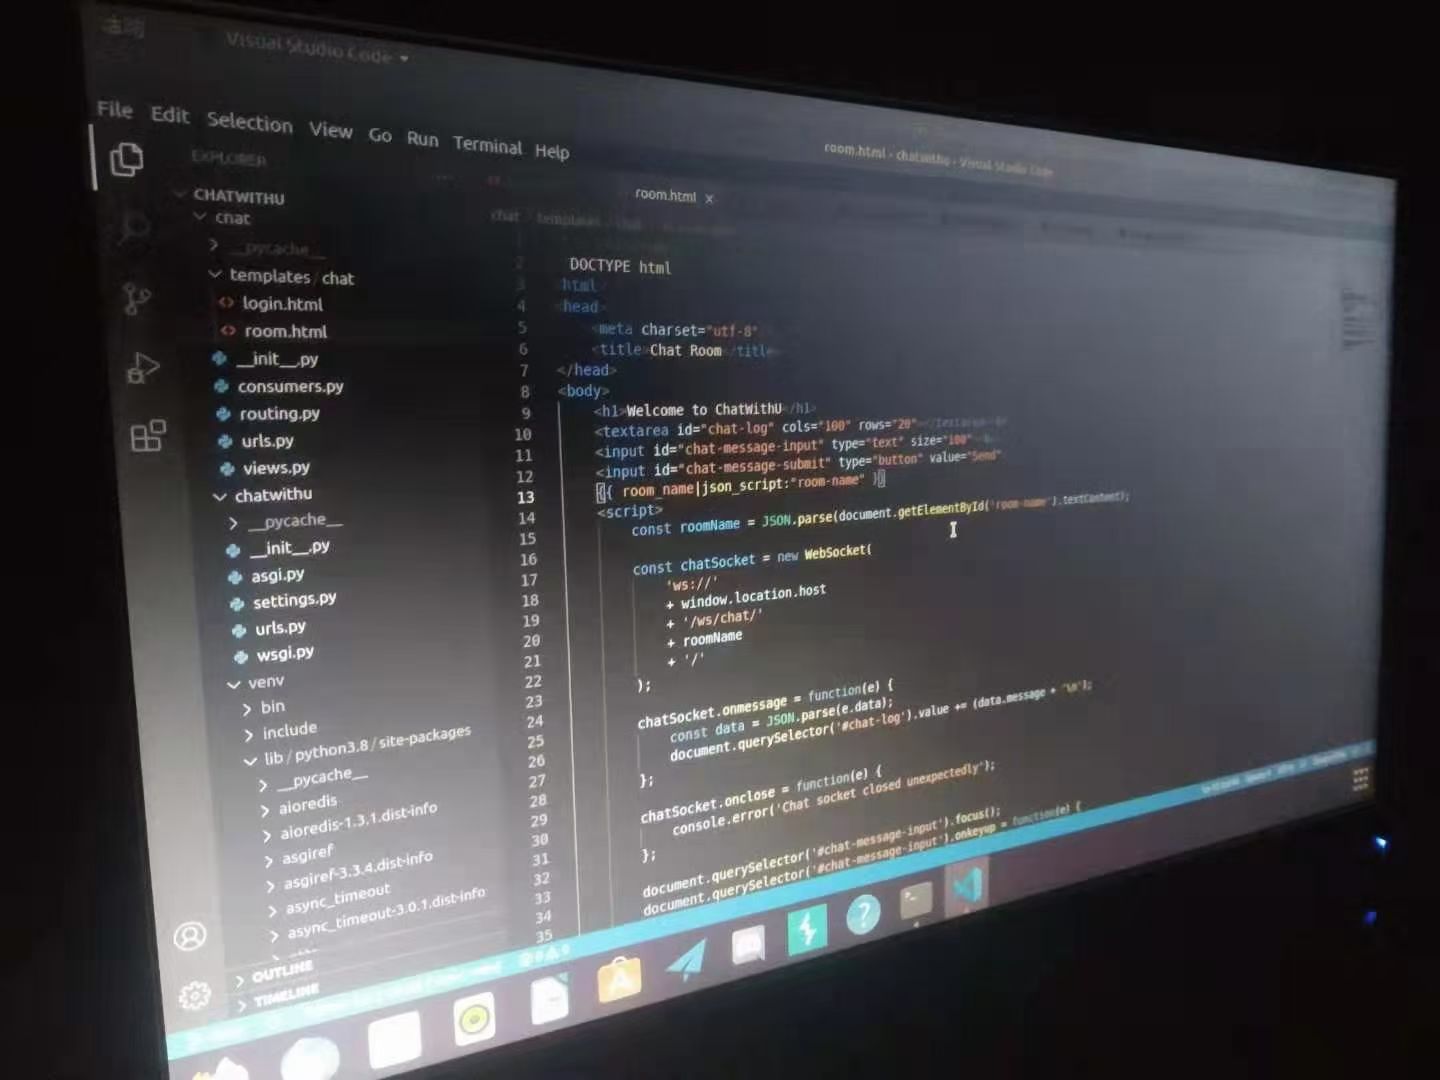 Visual Studio Code
File Edit Selection View Go Run Terminal Help
room.html - chatwithu - Visual Studio Code
EXPLORER
CHATWITHU
chat
__pycache__
templates / chat
login.html
room.html
__init__.py
consumers.py
routing.py
urls.py
views.py
chatwithu
__pycache__
__init__.py
asgi.py
settings.py
urls.py
wsgi.py
venv
bin
include
lib / python3.8 / site-packages
__pycache__
aioredis
aioredis-1.3.1.dist-info
asgiref
asgiref-3.3.4.dist-info
async_timeout
async_timeout-3.0.1.dist-info
OUTLINE
TIMELINE
room.html ×
chat templates chat
2 DOCTYPE html
3 html
4 <head
5 <meta charset="utf-8"
6 <title>Chat Room</title
7 </head>
8 <body>
9 <h1>Welcome to ChatWithU</h1>
10 <textarea id="chat-log" cols="100" rows="20"></textarea>
11 <input id="chat-message-input" type="text" size="100"
12 <input id="chat-message-submit" type="button" value="Send"
13 {{ room_name|json_script:"room-name" }}
14 <script>
15 const roomName = JSON.parse(document.getElementById('room-name').textContent);
16
17 const chatSocket = new WebSocket(
18 'ws://'
19 + window.location.host
20 + '/ws/chat/'
21 + roomName
22 + '/'
23 );
24
25 chatSocket.onmessage = function(e) {
26 const data = JSON.parse(e.data);
27 document.querySelector('#chat-log').value += (data.message + '\n');
28 };
29
30 chatSocket.onclose = function(e) {
31 console.error('Chat socket closed unexpectedly');
32 };
33
34 document.querySelector('#chat-message-input').focus();
35 document.querySelector('#chat-message-input').onkeyup = function(e) {